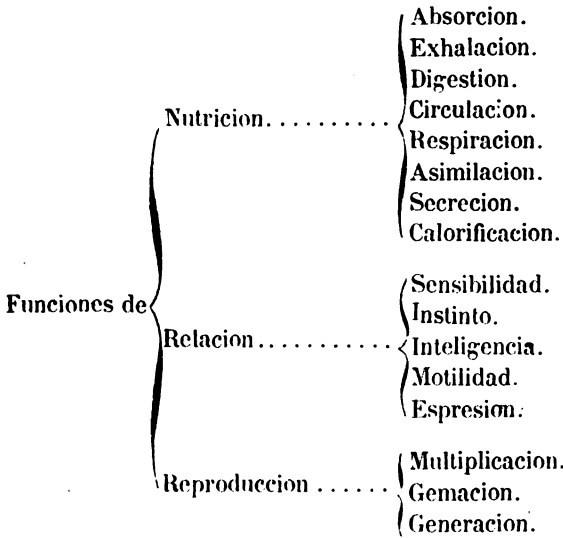 Absorcion.
Exhalacion.
Digestion.
Nutricion..........
Circulacion.
Respiracion.
Asimilacion.
Secrecion.
Calorificacion.
Funciones de
Sensibilidad.
Instinto.
Relacion...........
Inteligencia.
Motilidad.
Espresion.
Reproduccion ......
Multiplicacion.
Gemacion.
Generacion.